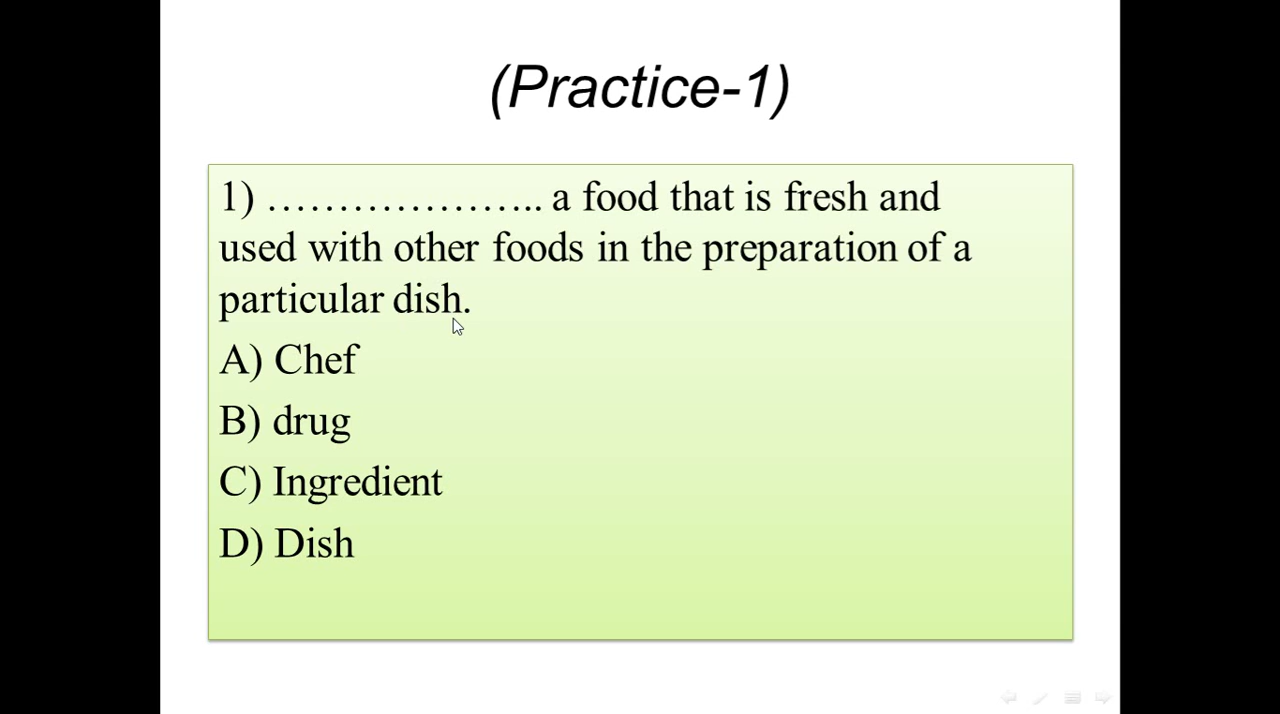 (Practice-1)
1) ………………….. a food that is fresh and
used with other foods in the preparation of a
particular dish.
A) Chef
B) drug
C) Ingredient
D) Dish